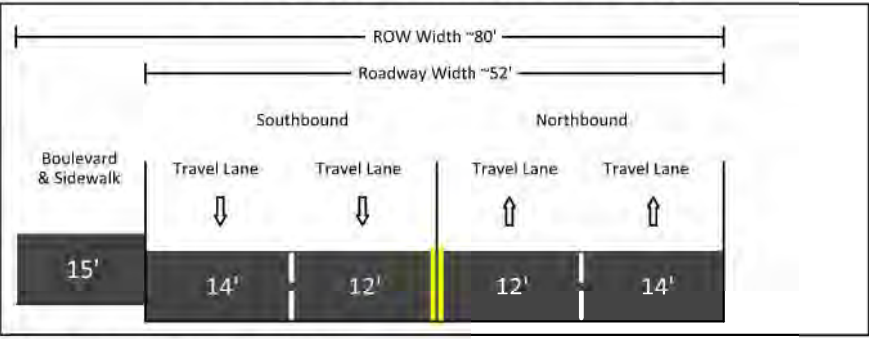 ROW Width ~80'
Roadway Width ~52'
Southbound
Northbound
Boulevard
& Sidewalk
Travel Lane
Travel Lane
Travel Lane
Travel Lane
15'
14'
12'
12'
14'